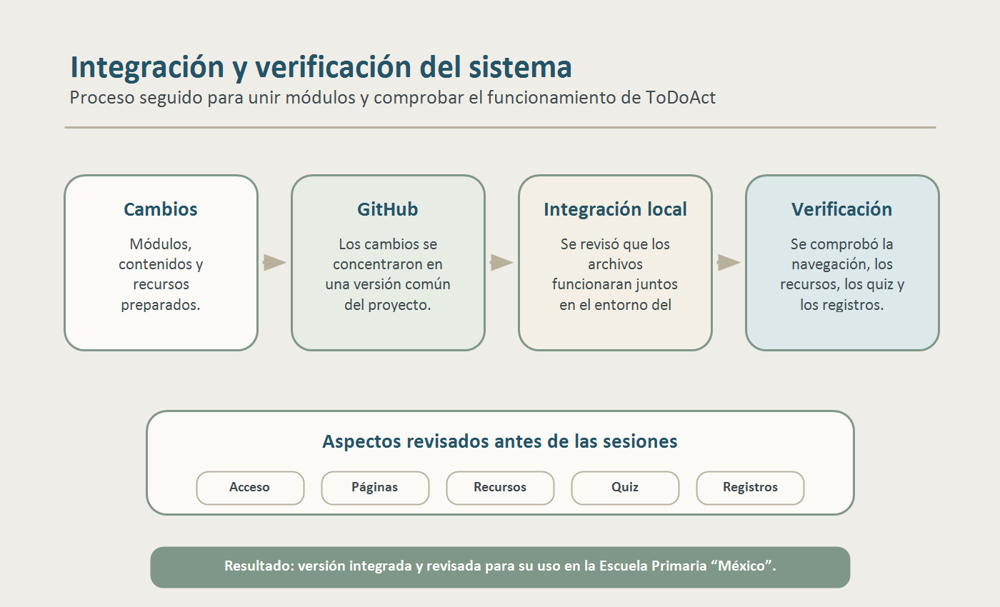 Integración y verificación del sistema
Proceso seguido para unir módulos y comprobar el funcionamiento de ToDoAct
Cambios
Módulos,
contenidos y
recursos
preparados.
GitHub
Los cambios se
concentraron en
una versión común
del proyecto.
Integración local
Se revisó que los
archivos
funcionaran juntos
en el entorno del
Verificación
Se comprobó la
navegación, los
recursos, los quiz y
los registros.
Aspectos revisados antes de las sesiones
Acceso
Páginas
Recursos
Quiz
Registros
Resultado: versión integrada y revisada para su uso en la Escuela Primaria “México”.